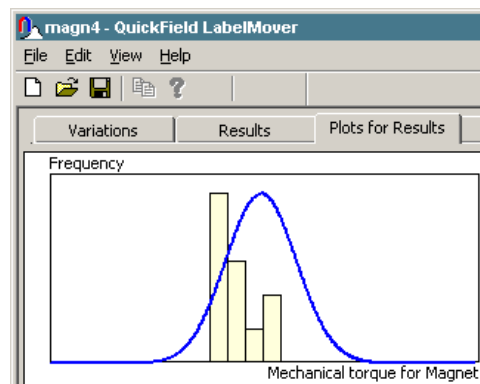 magn4 - QuickField LabelMover
File Edit View Help
Variations Results Plots for Results
Frequency
Mechanical torque for Magnet